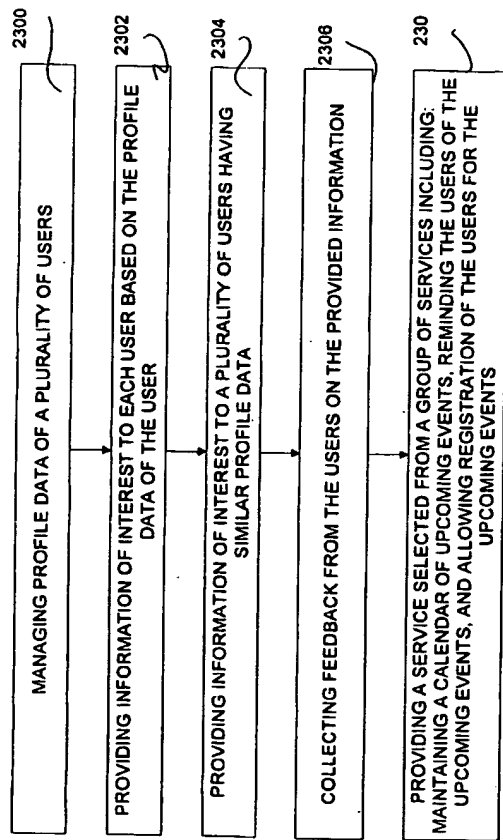 2300
MANAGING PROFILE DATA OF A PLURALITY OF USERS
2302
PROVIDING INFORMATION OF INTEREST TO EACH USER BASED ON THE PROFILE
DATA OF THE USER
2304
PROVIDING INFORMATION OF INTEREST TO A PLURALITY OF USERS HAVING
SIMILAR PROFILE DATA
2306
COLLECTING FEEDBACK FROM THE USERS ON THE PROVIDED INFORMATION
230
PROVIDING A SERVICE SELECTED FROM A GROUP OF SERVICES INCLUDING:
MAINTAINING A CALENDAR OF UPCOMING EVENTS, REMINDING THE USERS OF THE
UPCOMING EVENTS, AND ALLOWING REGISTRATION OF THE USERS FOR THE
UPCOMING EVENTS